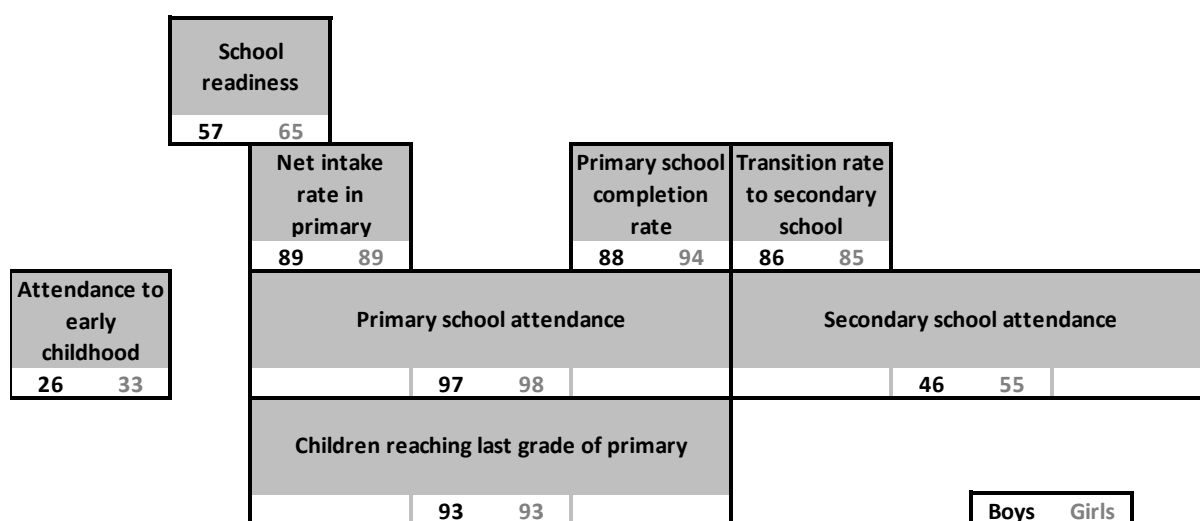 School
readiness
57 65
Net intake
rate in
primary
89 89
Primary school
completion
rate
88 94
Transition rate
to secondary
school
86 85
Attendance to
early
childhood
26 33
Primary school attendance
97 98
Secondary school attendance
46 55
Children reaching last grade of primary
93 93
Boys Girls